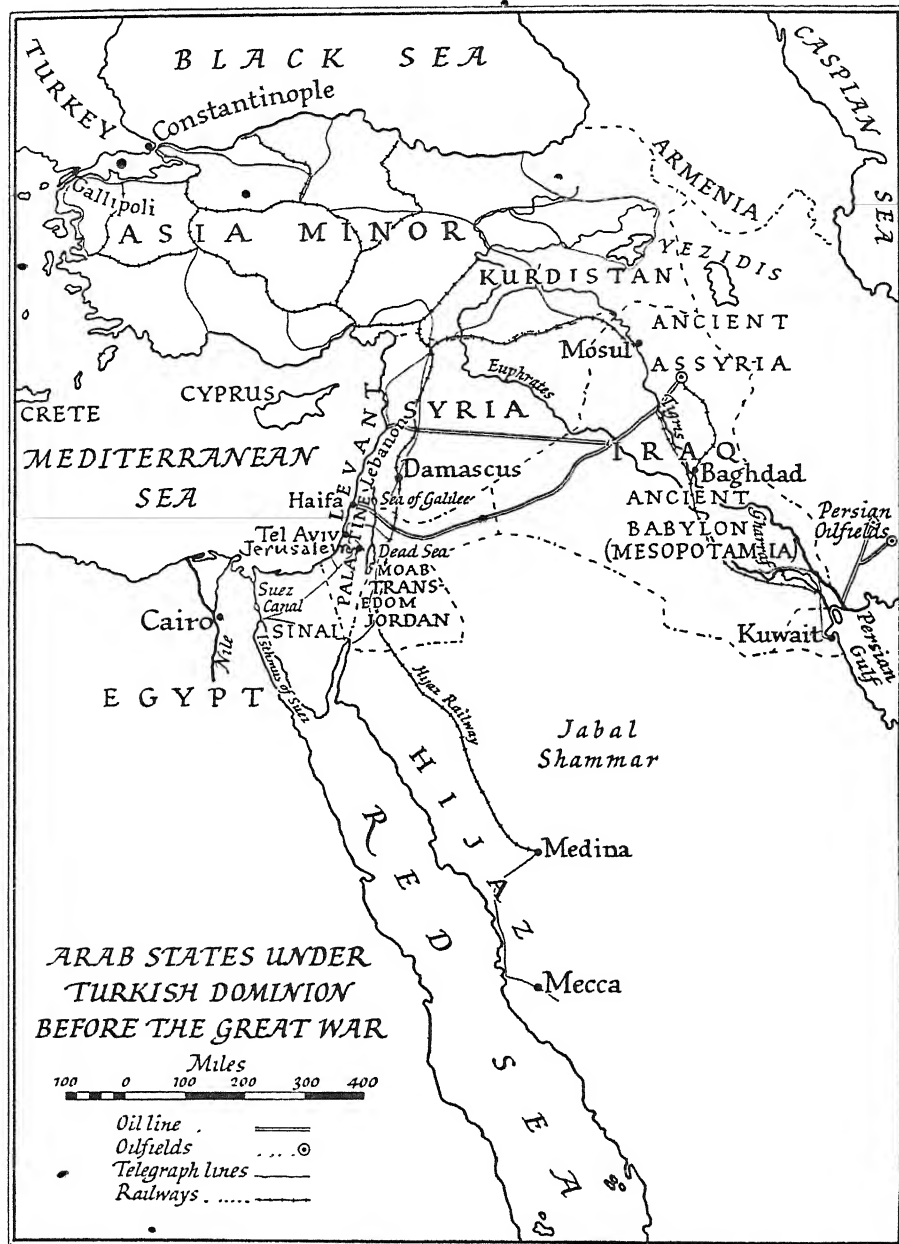 BLACK SEA
CASPIAN SEA
TURKEY
Constantinople
ARMENIA
Gallipoli
ASIA MINOR
YEZIDIS
KURDISTAN
ANCIENT
ASSYRIA
Mósul
Euphrates
Tigris
CYPRUS
CRETE
SYRIA
LEVANT
Lebanon
IRAQ
MEDITERRANEAN
SEA
Damascus
Baghdad
Haifa
Sea of Galilee
ANCIENT
BABYLON
(MESOPOTAMIA)
Gharraf
Persian
Oilfields
Tel Aviv
Jerusalem
PALASTINE
Dead Sea
MOAB
TRANS-
EDOM
JORDAN
Suez
Canal
SINAI
Cairo
Nile
Isthmus of Suez
EGYPT
Kuwait
Persian
Gulf
Hijaz Railway
Jabal
Shammar
HIJAZ
Medina
RED SEA
Mecca
ARAB STATES UNDER
TURKISH DOMINION
BEFORE THE GREAT WAR
Miles
100 0 100 200 300 400
Oil line .
Oilfields ....
Telegraph lines
Railways . .....